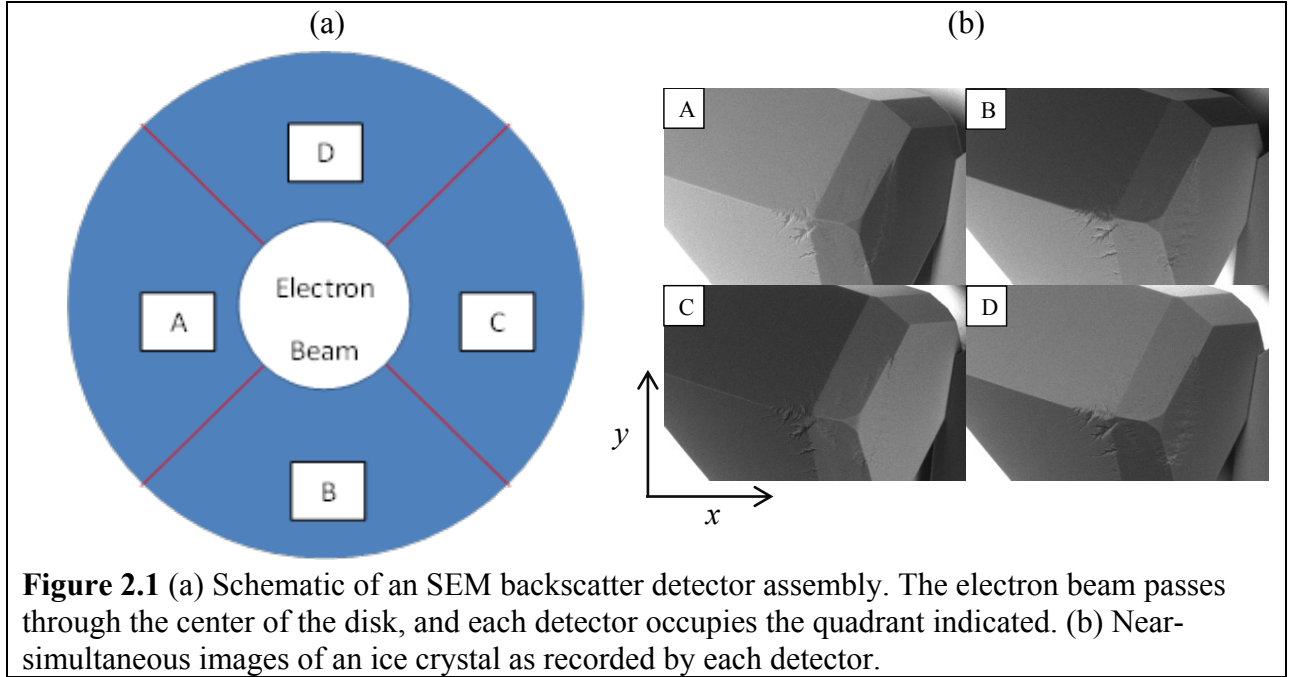 (a)
(b)
D
Electron
Beam
A
C
B
A
B
C
D
y
x
Figure 2.1 (a) Schematic of an SEM backscatter detector assembly. The electron beam passes
through the center of the disk, and each detector occupies the quadrant indicated. (b) Near-
simultaneous images of an ice crystal as recorded by each detector.